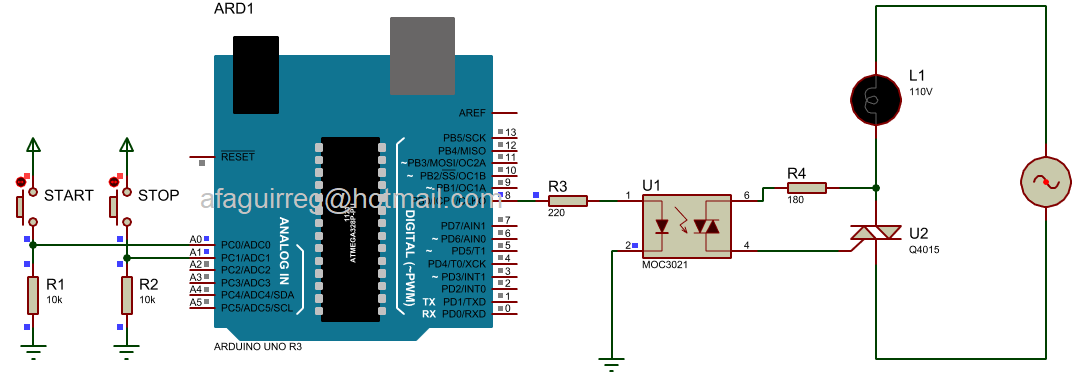 ARD1
L1
110V
AREF
RESET
PB5/SCK 13
PB4/MISO 12
~PB3/MOSI/OC2A 11
~ PB2/SS/OC1B 10
~PB1/OC1A 9
8
START
STOP
afaguirreg@hotmail.com
R3
220
U1
1
6
2
4
MOC3021
R4
180
U2
Q4015
ATMEGA328P
1121
ANALOG IN
DIGITAL (~PWM)
PD7/AIN1 7
~ PD6/AIN0 6
~ PD5/T1 5
PD4/T0/XCK 4
~ PD3/INT1 3
PD2/INT0 2
TX PD1/TXD 1
RX PD0/RXD 0
A0 PC0/ADC0
A1 PC1/ADC1
A2 PC2/ADC2
A3 PC3/ADC3
A4 PC4/ADC4/SDA
A5 PC5/ADC5/SCL
R1
10k
R2
10k
ARDUINO UNO R3